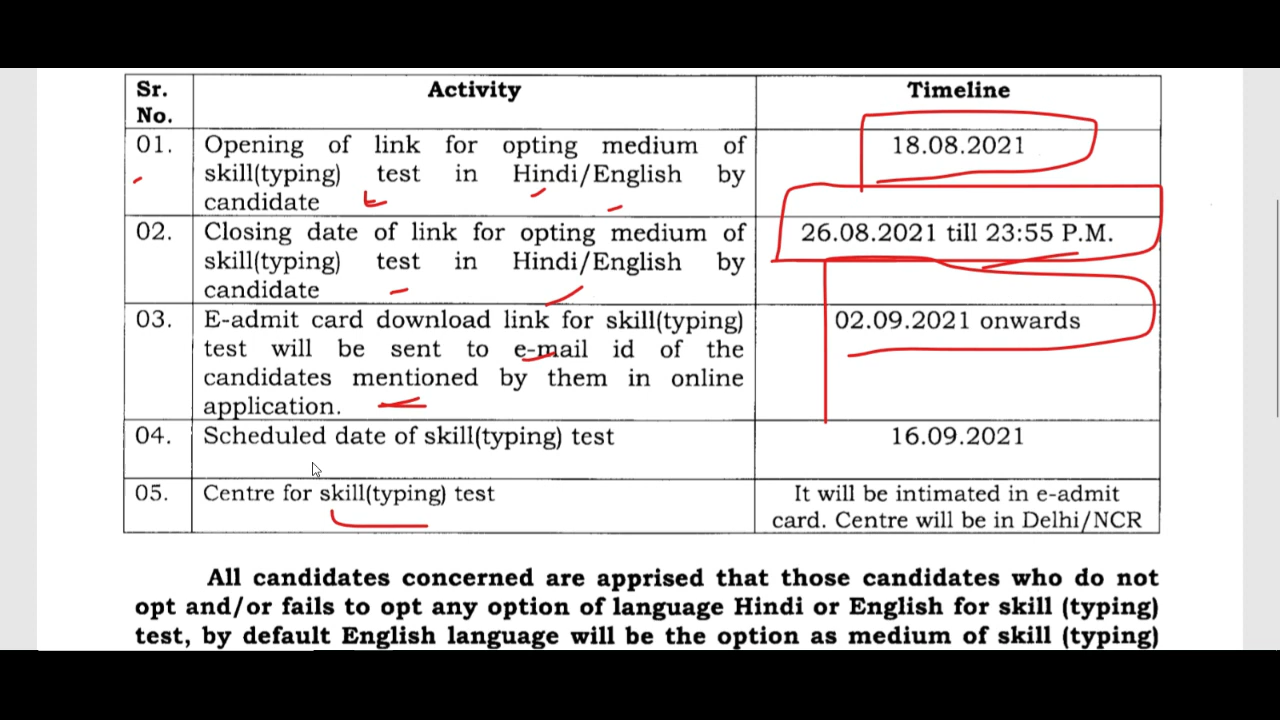 Sr. No. Activity Timeline
01. Opening of link for opting medium of 18.08.2021
skill(typing) test in Hindi/English by
candidate
02. Closing date of link for opting medium of 26.08.2021 till 23:55 P.M.
skill(typing) test in Hindi/English by
candidate
03. E-admit card download link for skill(typing) 02.09.2021 onwards
test will be sent to e-mail id of the
candidates mentioned by them in online
application.
04. Scheduled date of skill(typing) test 16.09.2021
05. Centre for skill(typing) test It will be intimated in e-admit
card. Centre will be in Delhi/NCR
All candidates concerned are apprised that those candidates who do not
opt and/or fails to opt any option of language Hindi or English for skill (typing)
test, by default English language will be the option as medium of skill (typing)